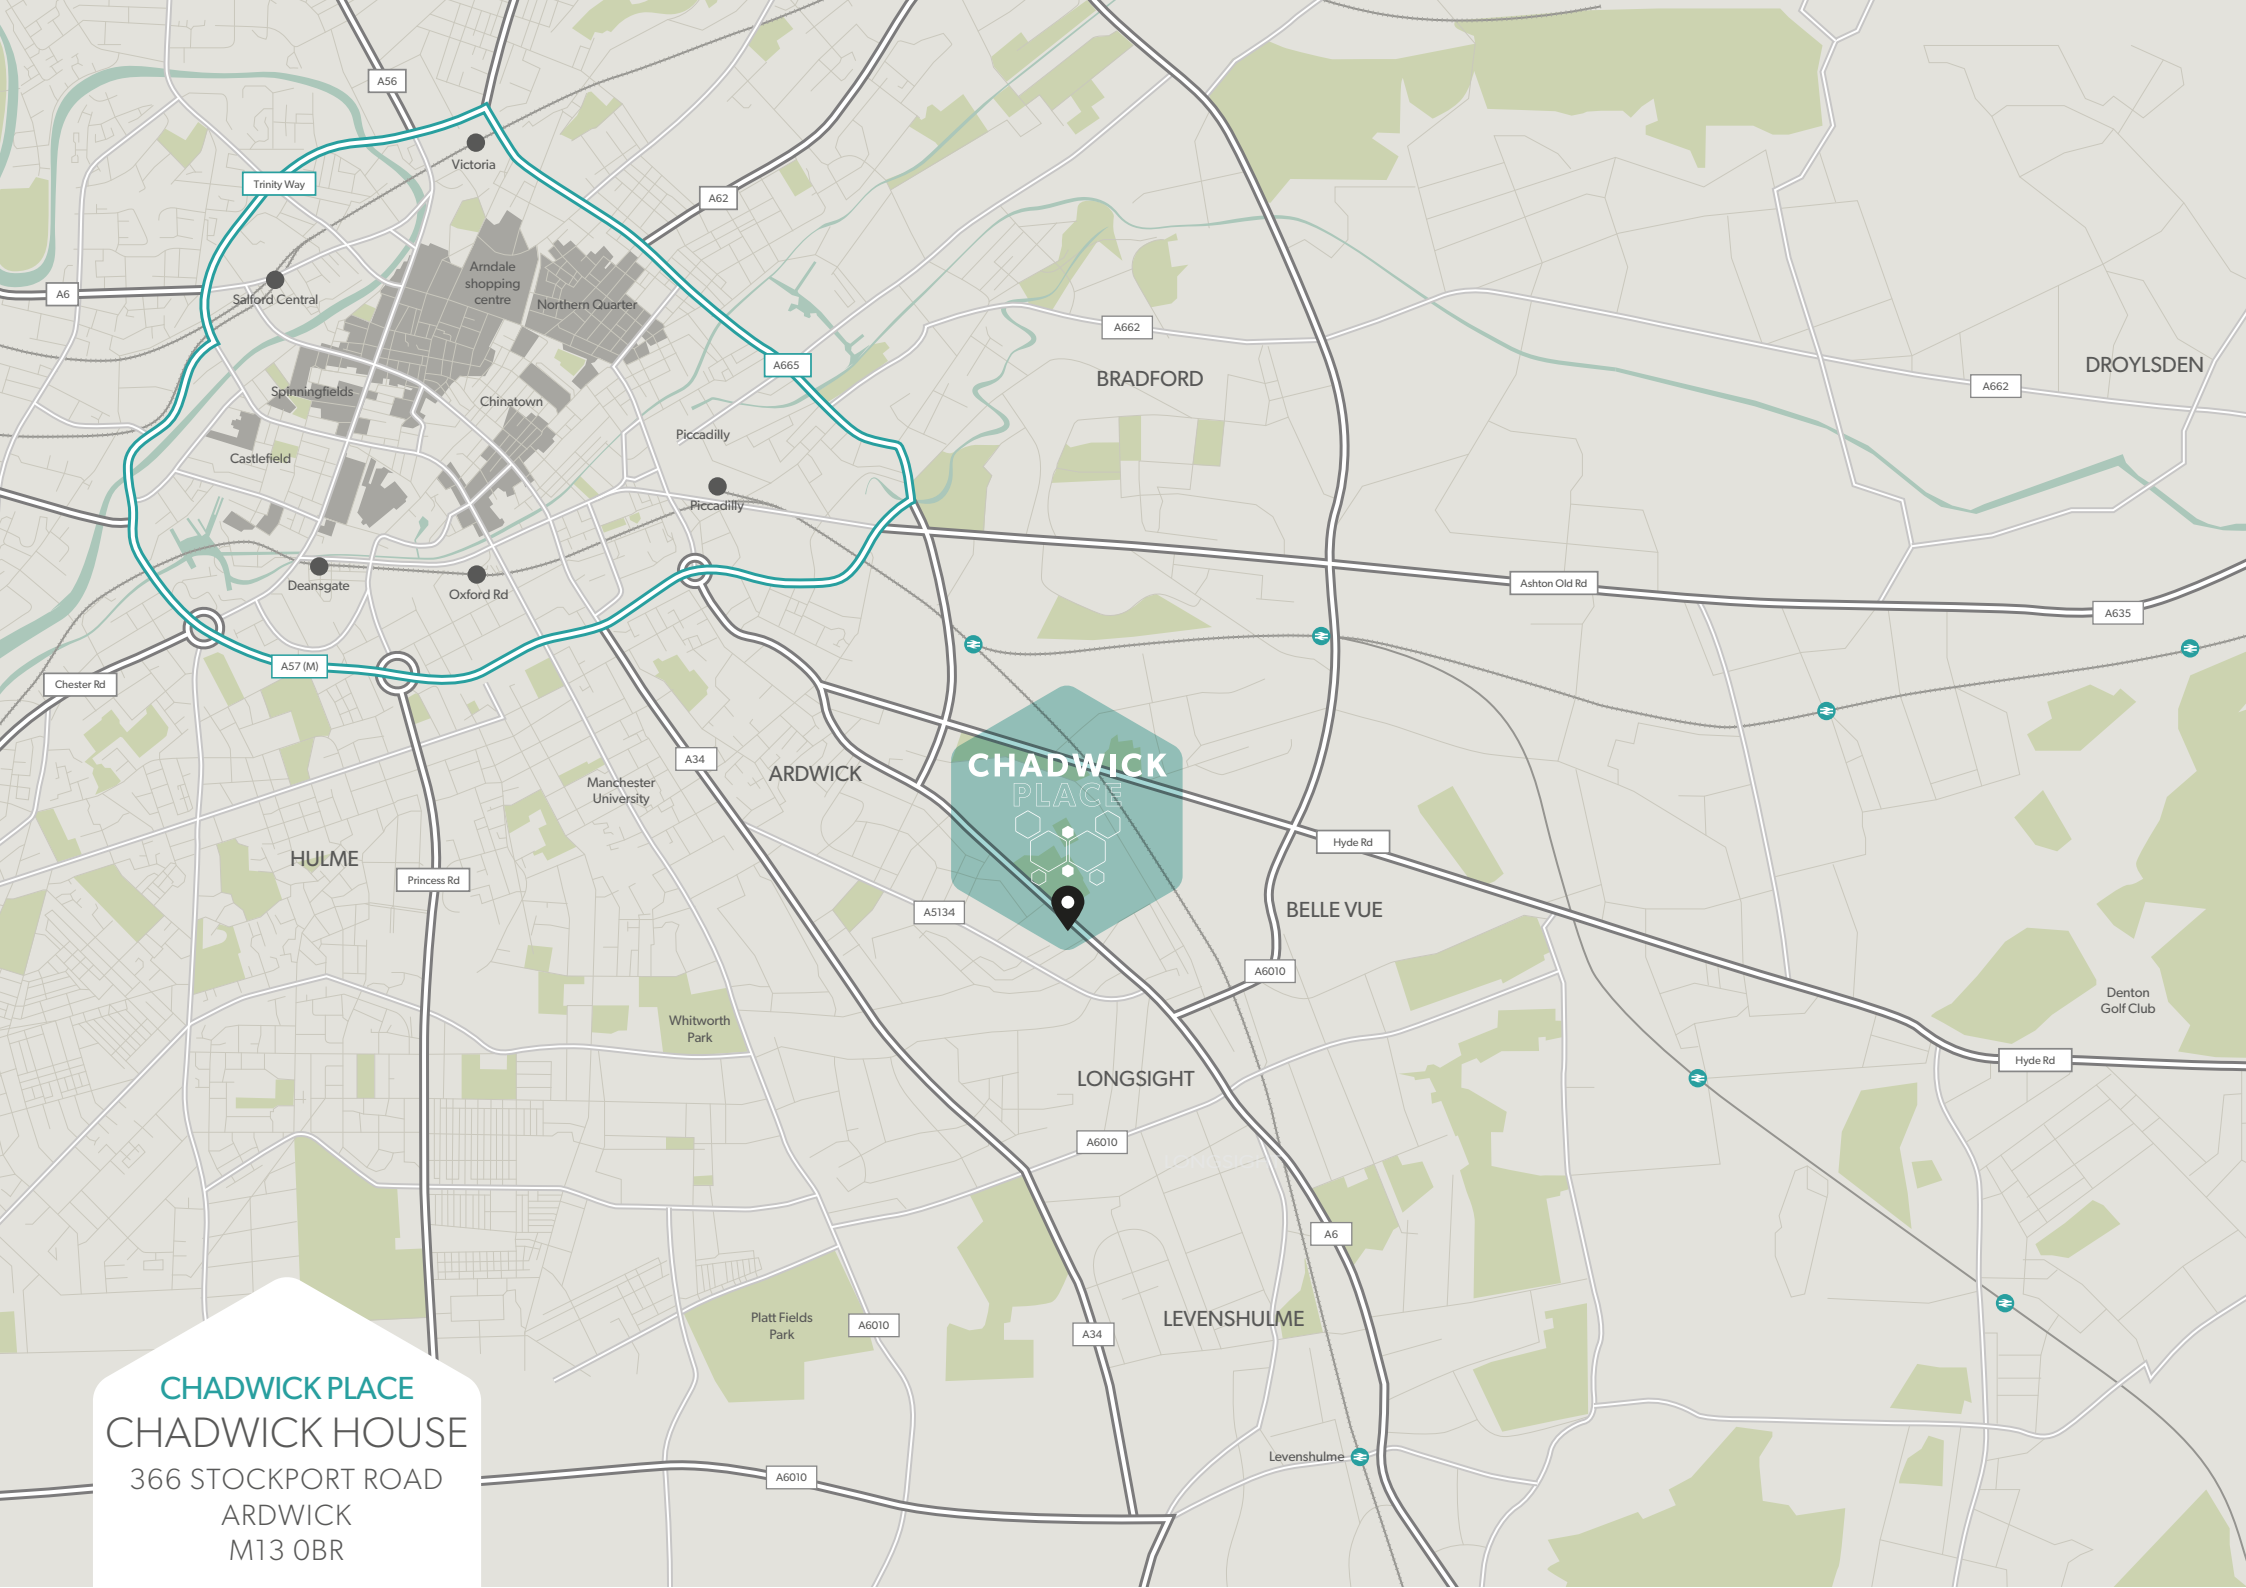 A56
Victoria
Trinity Way
A62
A6
Salford Central
Arndale
shopping
centre
Northern Quarter
A662
A665
BRADFORD
DROYLSDEN
A662
Spinningfields
Chinatown
Piccadilly
Castlefield
Piccadilly
Deansgate
Oxford Rd
Ashton Old Rd
A635
A57 (M)
Chester Rd
A34
ARDWICK
CHADWICK
PLACE
Manchester
University
HULME
Princess Rd
Hyde Rd
A5134
BELLE VUE
A6010
Denton
Golf Club
Whitworth
Park
Hyde Rd
LONGSIGHT
A6010
A6
Platt Fields
Park
A6010
LEVENSHULME
A34
Levenshulme
A6010
CHADWICK PLACE
CHADWICK HOUSE
366 STOCKPORT ROAD
ARDWICK
M13 0BR